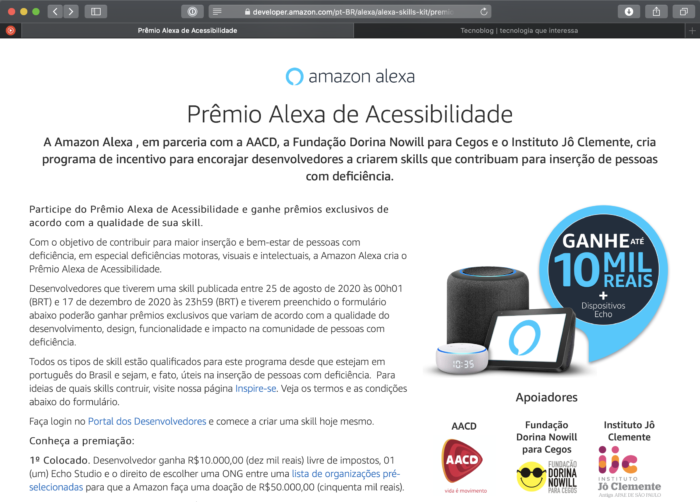 developer.amazon.com/pt-BR/alexa/alexa-skills-kit/premi
Prêmio Alexa de Acessibilidade
Tecnoblog | tecnologia que interessa
amazon alexa
Prêmio Alexa de Acessibilidade
A Amazon Alexa , em parceria com a AACD, a Fundação Dorina Nowill para Cegos e o Instituto Jô Clemente, cria
programa de incentivo para encorajar desenvolvedores a criarem skills que contribuam para inserção de pessoas
com deficiência.
Participe do Prêmio Alexa de Acessibilidade e ganhe prêmios exclusivos de
acordo com a qualidade de sua skill.
Com o objetivo de contribuir para maior inserção e bem-estar de pessoas com
deficiência, em especial deficiências motoras, visuais e intelectuais, a Amazon Alexa cria o
Prêmio Alexa de Acessibilidade.
Desenvolvedores que tiverem uma skill publicada entre 25 de agosto de 2020 às 00h01
(BRT) e 17 de dezembro de 2020 às 23h59 (BRT) e tiverem preenchido o formulário
abaixo poderão ganhar prêmios exclusivos que variam de acordo com a qualidade do
desenvolvimento, design, funcionalidade e impacto na comunidade de pessoas com
deficiência.
Todos os tipos de skill estão qualificados para este programa desde que estejam em
português do Brasil e sejam, e fato, úteis na inserção de pessoas com deficiência. Para
ideias de quais skills contruir, visite nossa página Inspire-se. Veja os termos e as condições
abaixo do formulário.
Faça login no Portal dos Desenvolvedores e comece a criar uma skill hoje mesmo.
Conheça a premiação:
1º Colocado. Desenvolvedor ganha R$10.000,00 (dez mil reais) livre de impostos, 01
(um) Echo Studio e o direito de escolher uma ONG entre uma lista de organizações pré-
selecionadas para que a Amazon faça uma doação de R$50.000,00 (cinquenta mil reais).
GANHE ATÉ
10 MIL
REAIS
+
Dispositivos
Echo
10:35
Apoiadores
AACD
AACD
vida é movimento
Fundação
Dorina Nowill
para Cegos
FUNDAÇÃO
DORINA
NOWILL
PARA CEGOS
Instituto Jô
Clemente
ijc
INSTITUTO
Jô Clemente
Antiga APAE DE SÃO PAULO